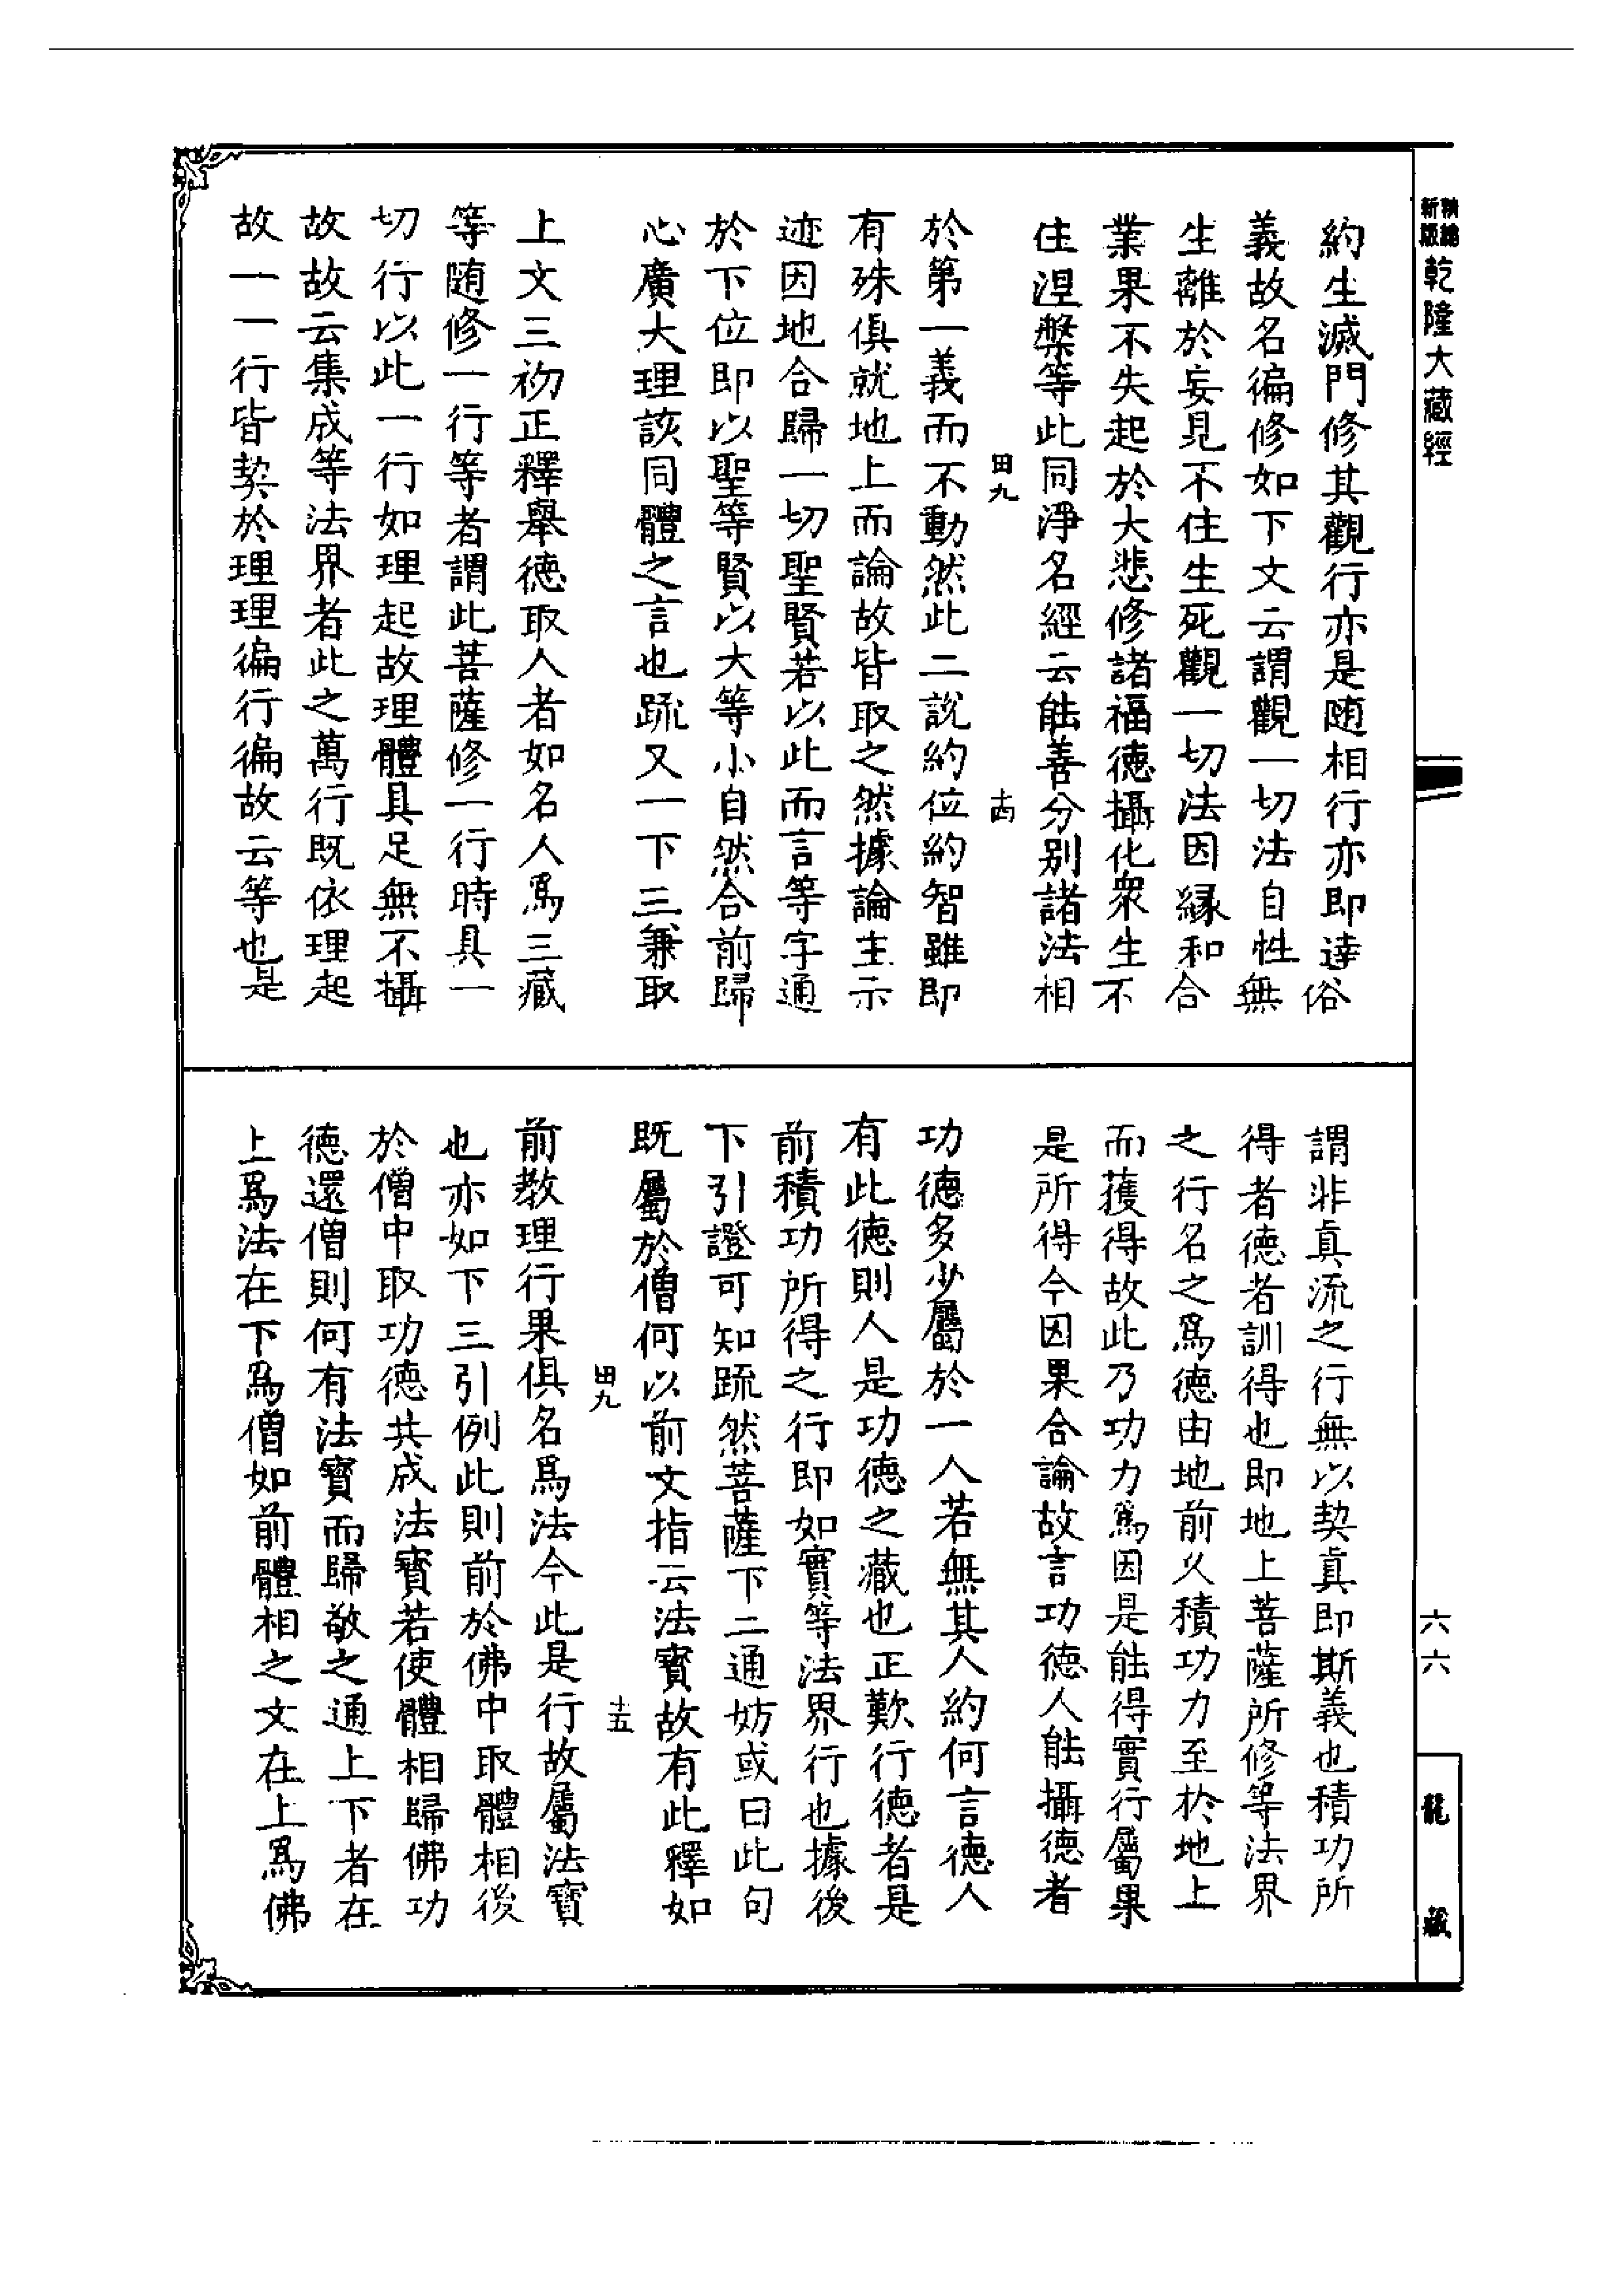 新版
精縮
乾隆大藏經
約生滅門修其觀行亦是隨相行亦即達俗
義故名徧修如下文云謂觀一切法自性無
生離於妄見不住生死觀一切法因緣和合
業果不失起於大悲修諸福德攝化衆生不
住涅槃等此同淨名經云能善分別諸法相
田九
十四
於第一義而不動然此二說約位約智雖即
有殊俱就地上而論故皆取之然據論主示
迹因地合歸一切聖賢若以此而言等字通
於下位即以聖等賢以大等小自然合前歸
心廣大理該同體之言也䟽又一下三兼取
上文三初正釋舉德取人者如名人爲三藏
等隨修一行等者謂此菩薩修一行時具一
切行以此一行如理起故理體具足無不攝
故故云集成等法界者此之萬行既依理起
故一一行皆契於理理徧行徧故云等也是
謂非真流之行無以契真即斯義也積功所
得者德者訓得也即地上菩薩所修等法界
之行名之爲德由地前久積功力至於地上
而獲得故此乃功力爲因是能得實行屬果
是所得今因果合論故言功德人能攝德者
功德多少屬於一人若無其人約何言德人
有此德則人是功德之藏也正歎行德者是
前積功所得之行即如實等法界行也據後
下引證可知䟽然菩薩下二通妨或曰此句
既屬於僧何以前文指云法寶故有此釋如
田九
十五
前教理行果俱名爲法今此是行故屬法寶
也亦如下三引例此則前於佛中取體相後
於僧中取功德共成法寶若使體相歸佛功
德還僧則何有法寶而歸敬之通上下者在
上爲法在下爲僧如前體相之文在上爲佛
六六
龍藏